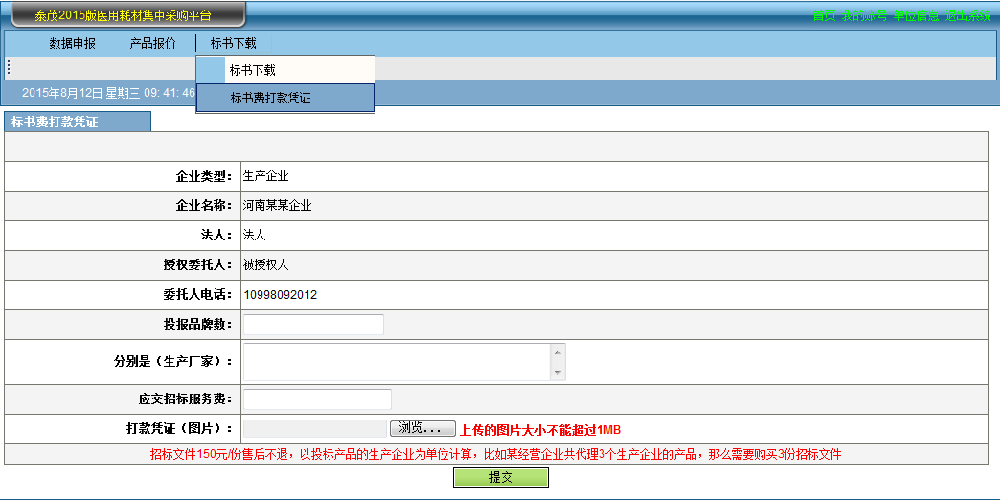 泰茂2015版医用耗材集中采购平台
首页 我的账号 单位信息 退出系统
数据申报 产品报价 标书下载
标书下载
标书费打款凭证
2015年8月12日 星期三 09: 41: 46
标书费打款凭证
企业类型： 生产企业
企业名称： 河南某某企业
法人： 法人
授权委托人： 被授权人
委托人电话： 10998092012
投报品牌数：
分别是（生产厂家）：
应交招标服务费：
打款凭证（图片）： 浏览... 上传的图片大小不能超过1MB
招标文件150元/份售后不退，以投标产品的生产企业为单位计算，比如某经营企业共代理3个生产企业的产品，那么需要购买3份招标文件
提交